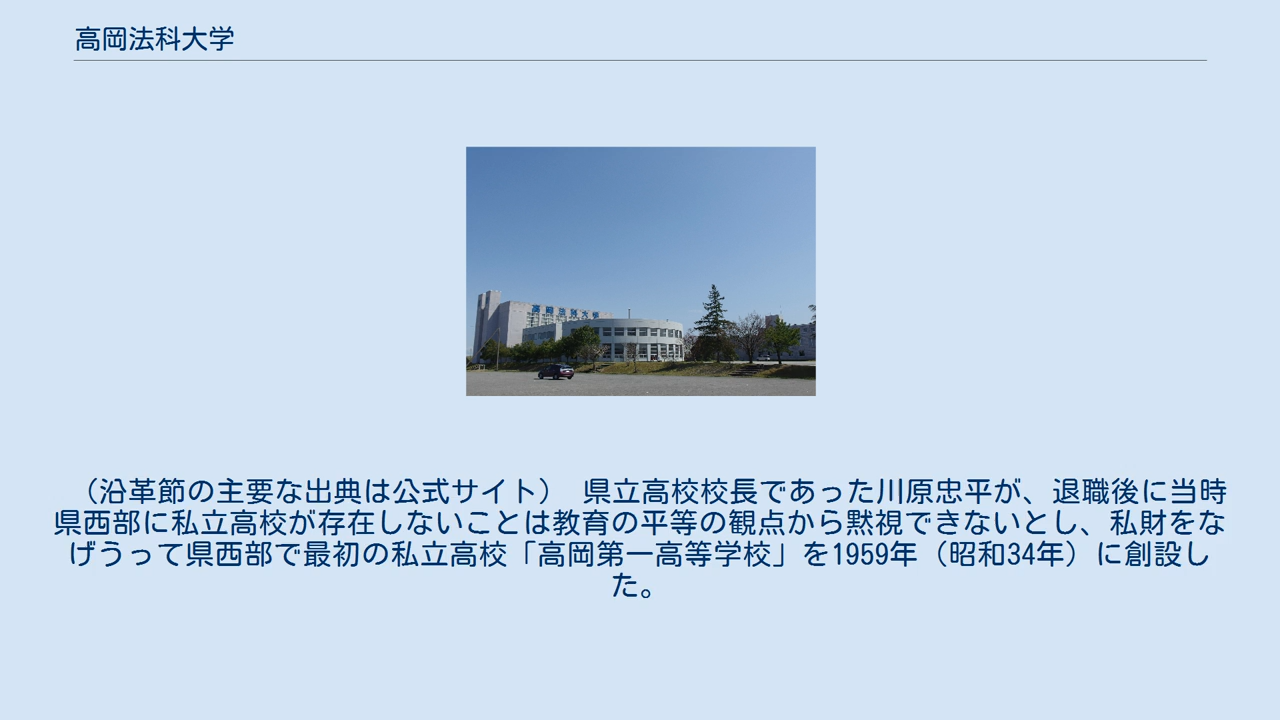 高岡法科大学
高岡法科大学
（沿革節の主要な出典は公式サイト）　県立高校校長であった川原忠平が、退職後に当時
県西部に私立高校が存在しないことは教育の平等の観点から黙視できないとし、私財をな
げうって県西部で最初の私立高校「高岡第一高等学校」を1959年（昭和34年）に創設し
た。